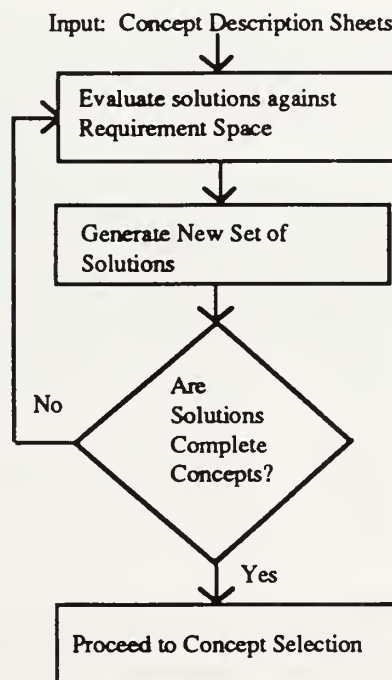 Input: Concept Description Sheets
Evaluate solutions against
Requirement Space
Generate New Set of
Solutions
Are
Solutions
Complete
Concepts?
No
Yes
Proceed to Concept Selection